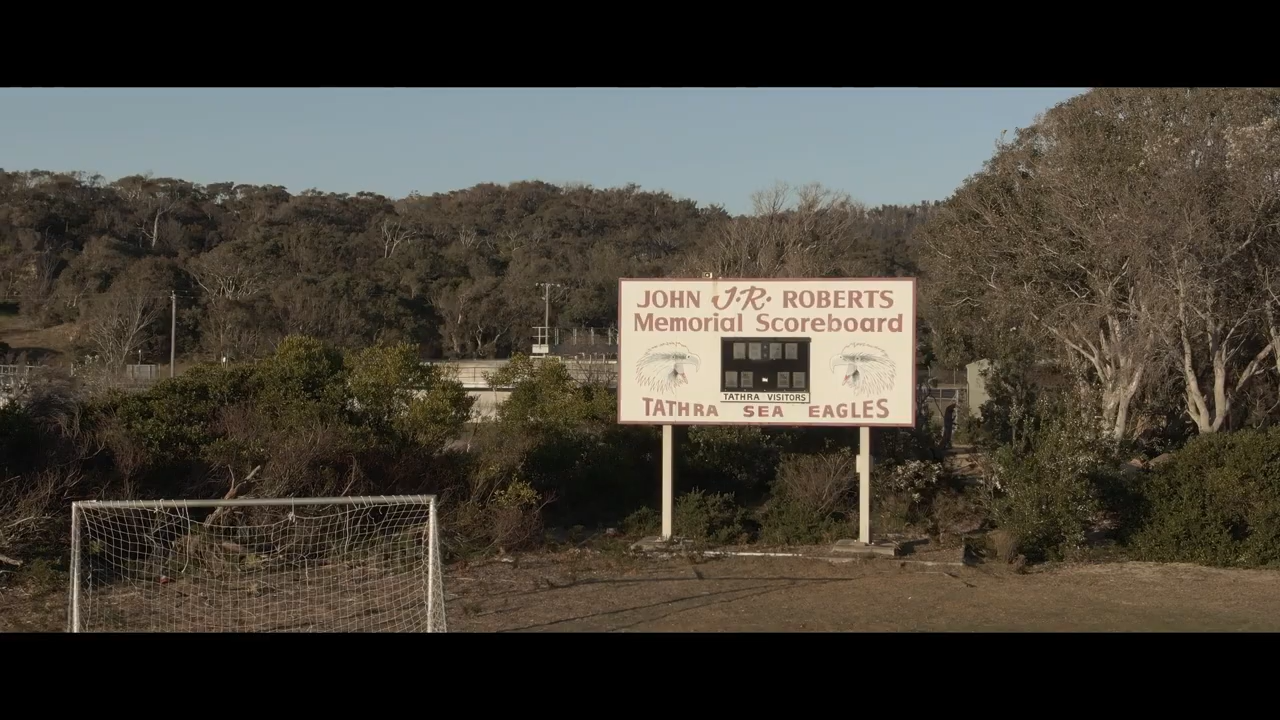 JOHN J.R. ROBERTS
Memorial Scoreboard
TATHRA VISITORS
TATHRA SEA EAGLES